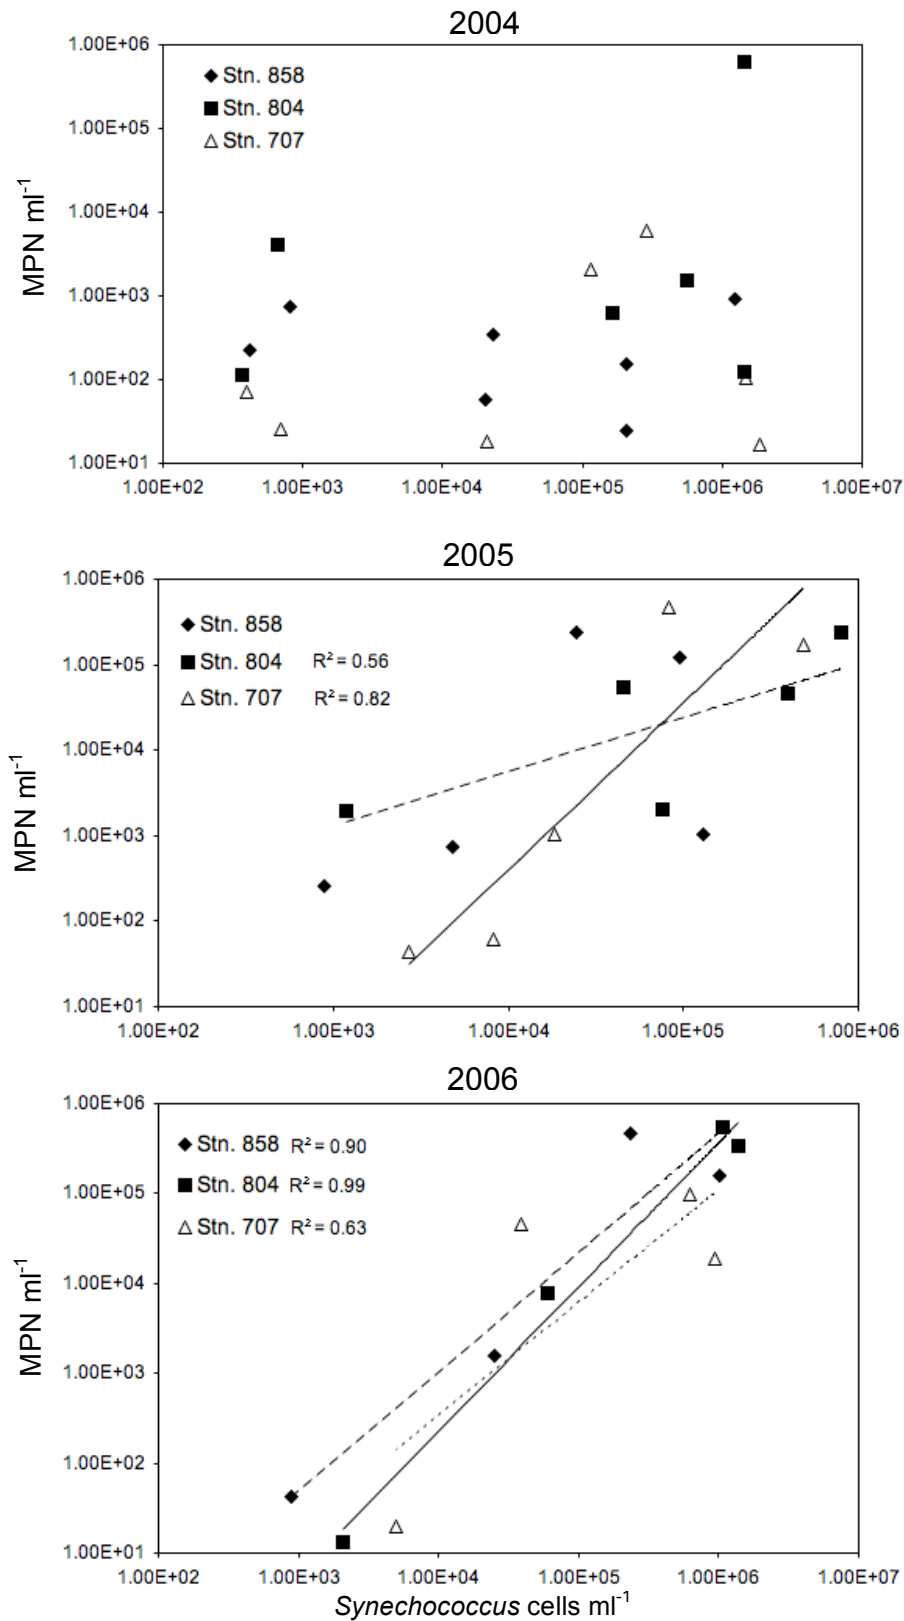 2004
1.00E+06
1.00E+05
1.00E+04
1.00E+03
1.00E+02
1.00E+01
MPN ml⁻¹
Stn. 858
Stn. 804
Stn. 707
1.00E+02 1.00E+03 1.00E+04 1.00E+05 1.00E+06 1.00E+07
2005
1.00E+06
1.00E+05
1.00E+04
1.00E+03
1.00E+02
1.00E+01
MPN ml⁻¹
Stn. 858
Stn. 804 R² = 0.56
Stn. 707 R² = 0.82
1.00E+02 1.00E+03 1.00E+04 1.00E+05 1.00E+06
2006
1.00E+06
1.00E+05
1.00E+04
1.00E+03
1.00E+02
1.00E+01
MPN ml⁻¹
Stn. 858 R² = 0.90
Stn. 804 R² = 0.99
Stn. 707 R² = 0.63
1.00E+02 1.00E+03 1.00E+04 1.00E+05 1.00E+06 1.00E+07
Synechococcus cells ml⁻¹